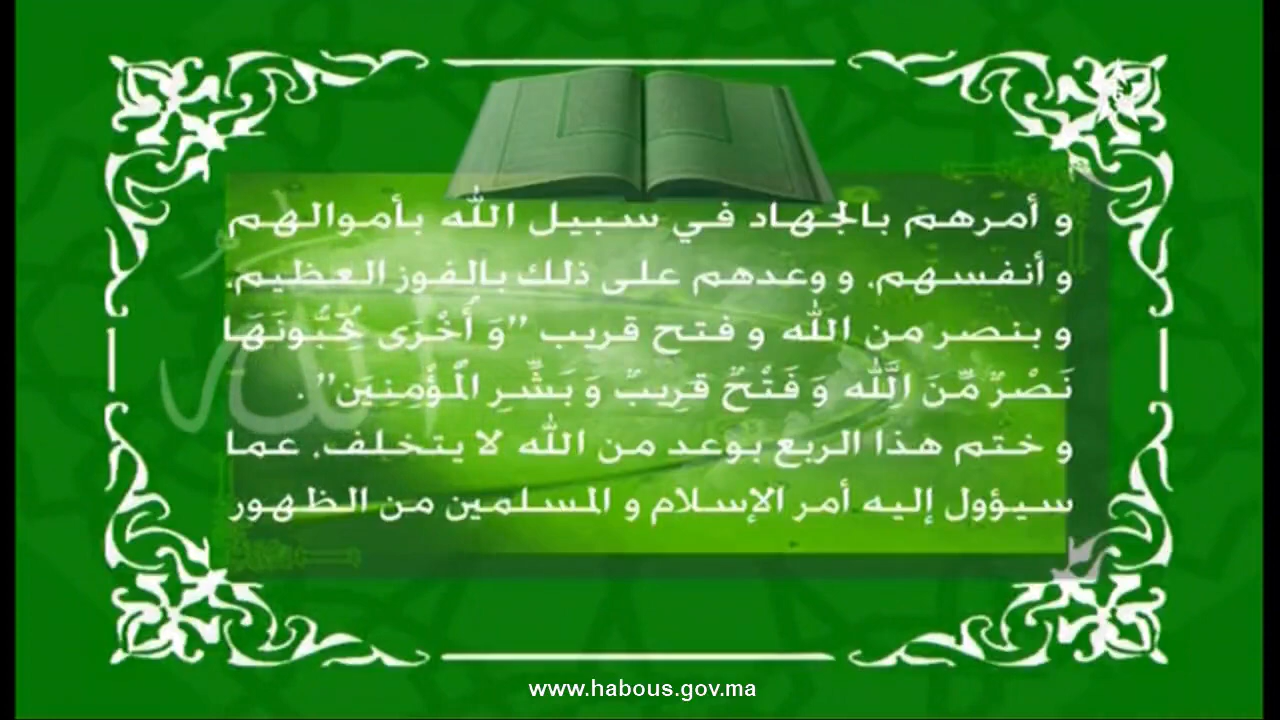 و أمرهم بالجهاد في سبيل الله بأموالهم
و أنفسهم. و وعدهم على ذلك بالفوز العظيم.
و بنصر من الله و فتح قريب "وَ أُخْرَى تُحِبُّونَهَا
نَصْرٌ مِّنَ اللَّهِ وَ فَتْحٌ قَرِيبٌ وَ بَشِّرِ الْمُؤْمِنِين".
و ختم هذا الربع بوعد من الله لا يتخلف. عما
سيؤول إليه أمر الإسلام و المسلمين من الظهور
الله
www.habous.gov.ma